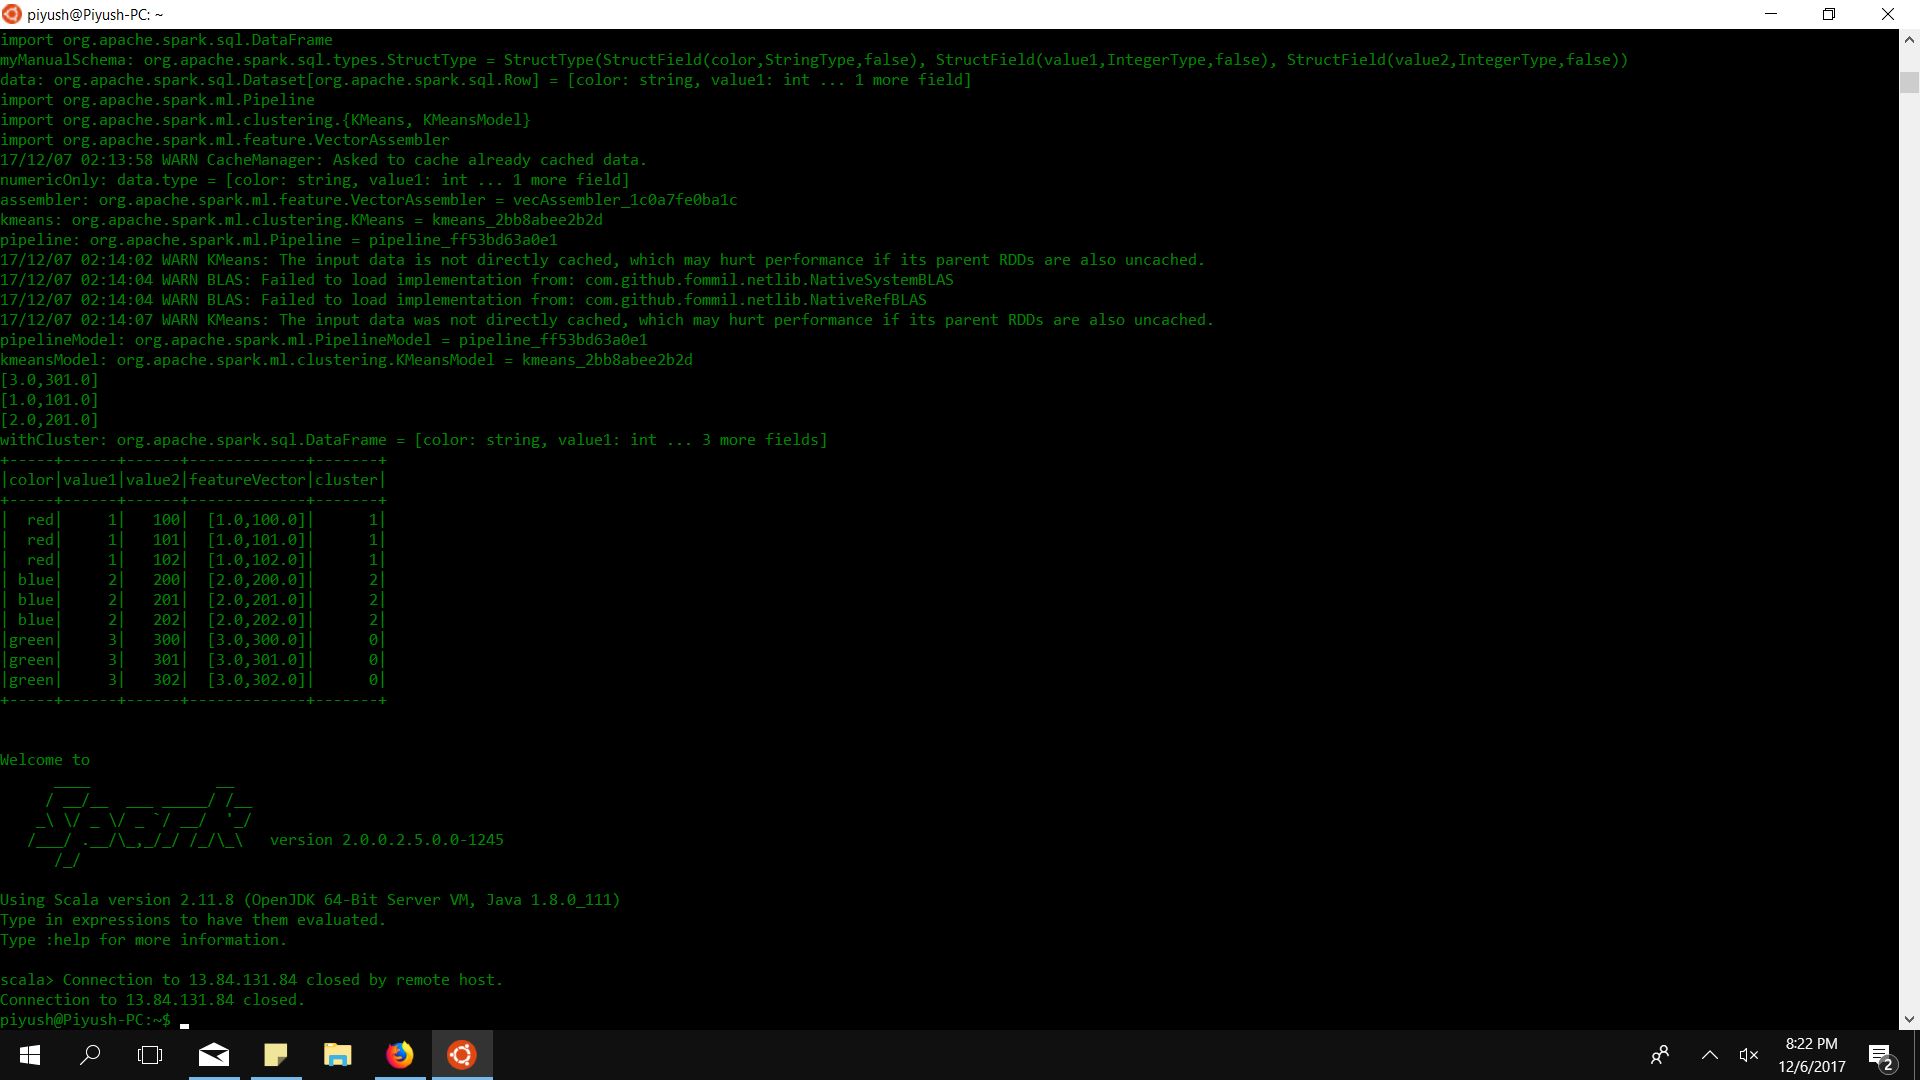 piyush@Piyush-PC: ~
import org.apache.spark.sql.DataFrame
myManualSchema: org.apache.spark.sql.types.StructType = StructType(StructField(color,StringType,false), StructField(value1,IntegerType,false), StructField(value2,IntegerType,false))
data: org.apache.spark.sql.Dataset[org.apache.spark.sql.Row] = [color: string, value1: int ... 1 more field]
import org.apache.spark.ml.Pipeline
import org.apache.spark.ml.clustering.{KMeans, KMeansModel}
import org.apache.spark.ml.feature.VectorAssembler
17/12/07 02:13:58 WARN CacheManager: Asked to cache already cached data.
numericOnly: data.type = [color: string, value1: int ... 1 more field]
assembler: org.apache.spark.ml.feature.VectorAssembler = vecAssembler_1c0a7fe0ba1c
kmeans: org.apache.spark.ml.clustering.KMeans = kmeans_2bb8abee2b2d
pipeline: org.apache.spark.ml.Pipeline = pipeline_ff53bd63a0e1
17/12/07 02:14:02 WARN KMeans: The input data is not directly cached, which may hurt performance if its parent RDDs are also uncached.
17/12/07 02:14:04 WARN BLAS: Failed to load implementation from: com.github.fommil.netlib.NativeSystemBLAS
17/12/07 02:14:04 WARN BLAS: Failed to load implementation from: com.github.fommil.netlib.NativeRefBLAS
17/12/07 02:14:07 WARN KMeans: The input data was not directly cached, which may hurt performance if its parent RDDs are also uncached.
pipelineModel: org.apache.spark.ml.PipelineModel = pipeline_ff53bd63a0e1
kmeansModel: org.apache.spark.ml.clustering.KMeansModel = kmeans_2bb8abee2b2d
[3.0,301.0]
[1.0,101.0]
[2.0,201.0]
withCluster: org.apache.spark.sql.DataFrame = [color: string, value1: int ... 3 more fields]
+-----+------+------+-------------+-------+
|color|value1|value2|featureVector|cluster|
+-----+------+------+-------------+-------+
|  red|     1|   100|  [1.0,100.0]|      1|
|  red|     1|   101|  [1.0,101.0]|      1|
|  red|     1|   102|  [1.0,102.0]|      1|
| blue|     2|   200|  [2.0,200.0]|      2|
| blue|     2|   201|  [2.0,201.0]|      2|
| blue|     2|   202|  [2.0,202.0]|      2|
|green|     3|   300|  [3.0,300.0]|      0|
|green|     3|   301|  [3.0,301.0]|      0|
|green|     3|   302|  [3.0,302.0]|      0|
+-----+------+------+-------------+-------+
Welcome to
      ____              __
     / __/__  ___ _____/ /__
    _\ \/ _ \/ _ `/ __/  '_/
   /___/ .__/\_,_/_/ /_/\_\   version 2.0.0.2.5.0.0-1245
      /_/
Using Scala version 2.11.8 (OpenJDK 64-Bit Server VM, Java 1.8.0_111)
Type in expressions to have them evaluated.
Type :help for more information.
scala> Connection to 13.84.131.84 closed by remote host.
Connection to 13.84.131.84 closed.
piyush@Piyush-PC:~$
8:22 PM
12/6/2017
2